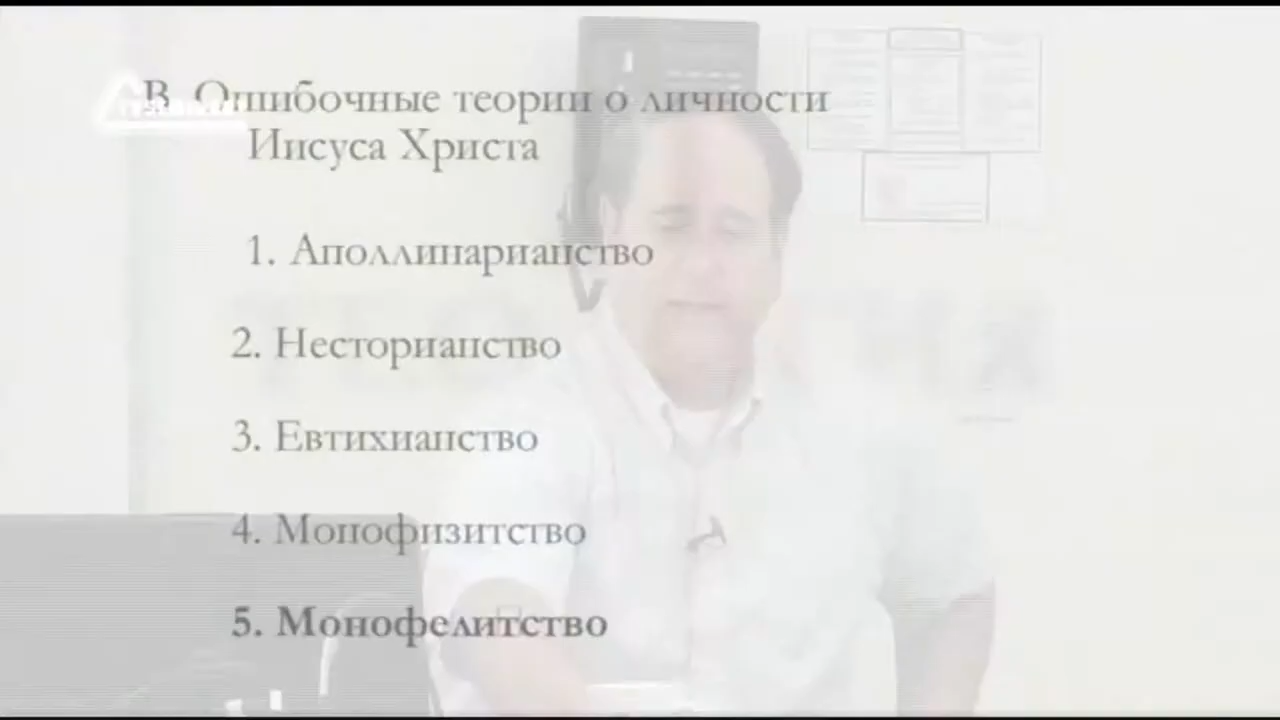 В. Ошибочные теории о личности
Иисуса Христа
1. Аполлинарианство
2. Несторианство
3. Евтихианство
4. Монофизитство
5. Монофелитство